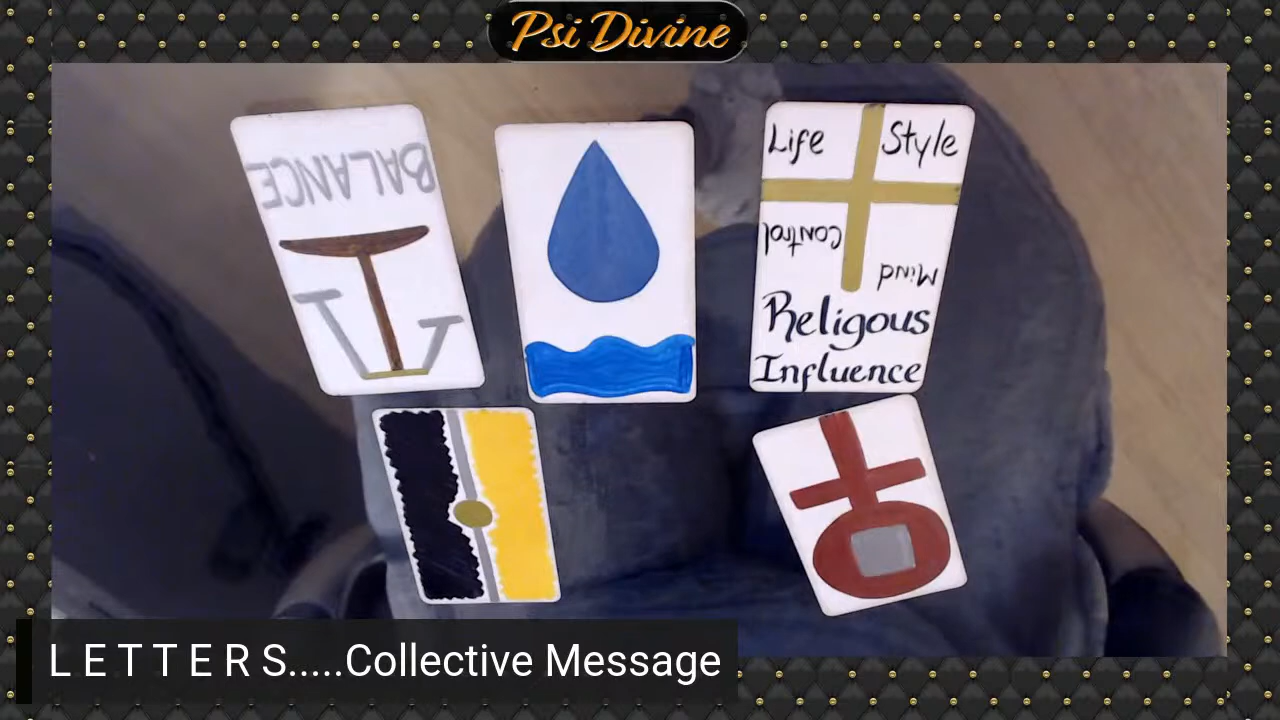 Psi Divine
BALANCE
Life Style
Control
Mind
Religous
Influence
L E T T E R S.....Collective Message